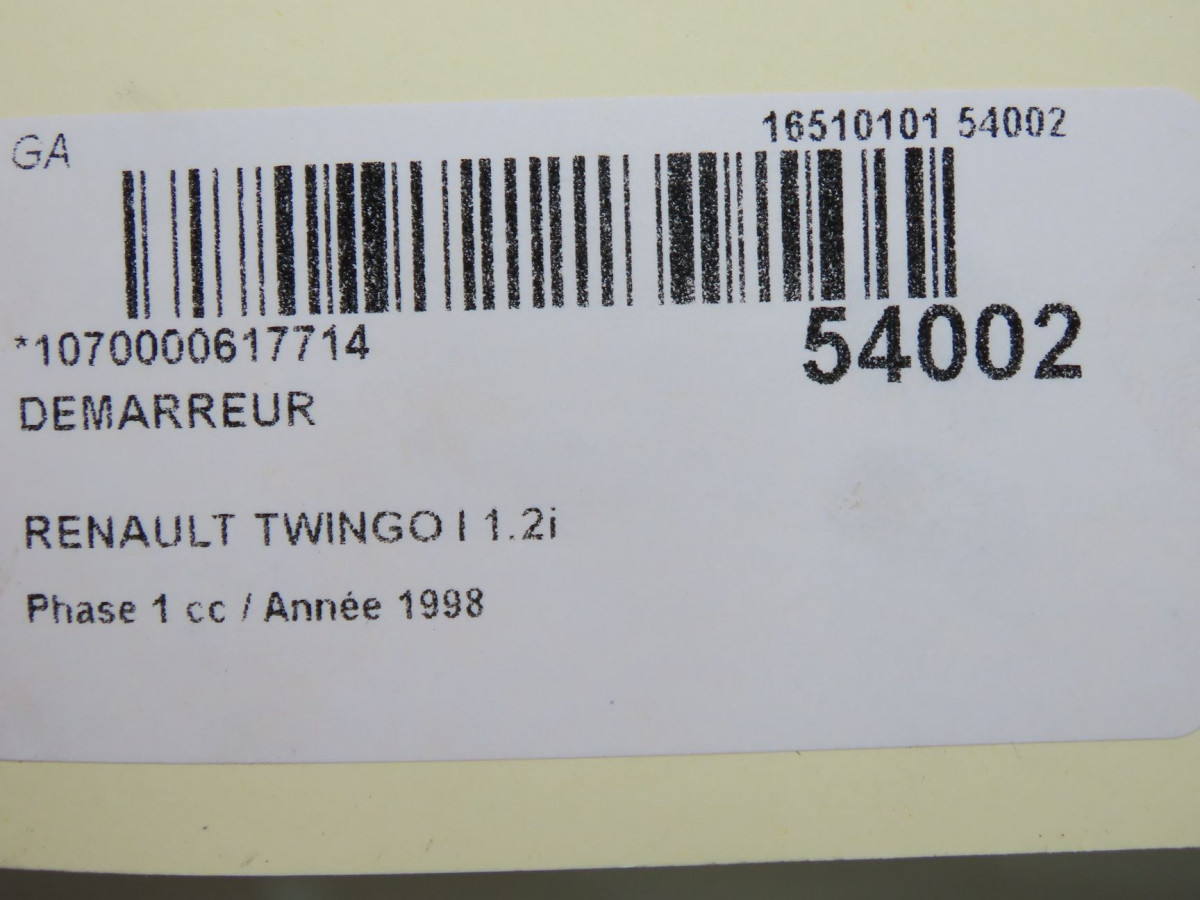 GA
16510101 54002
*1070000617714
54002
DEMARREUR
RENAULT TWINGO I 1.2i
Phase 1 cc / Année 1998